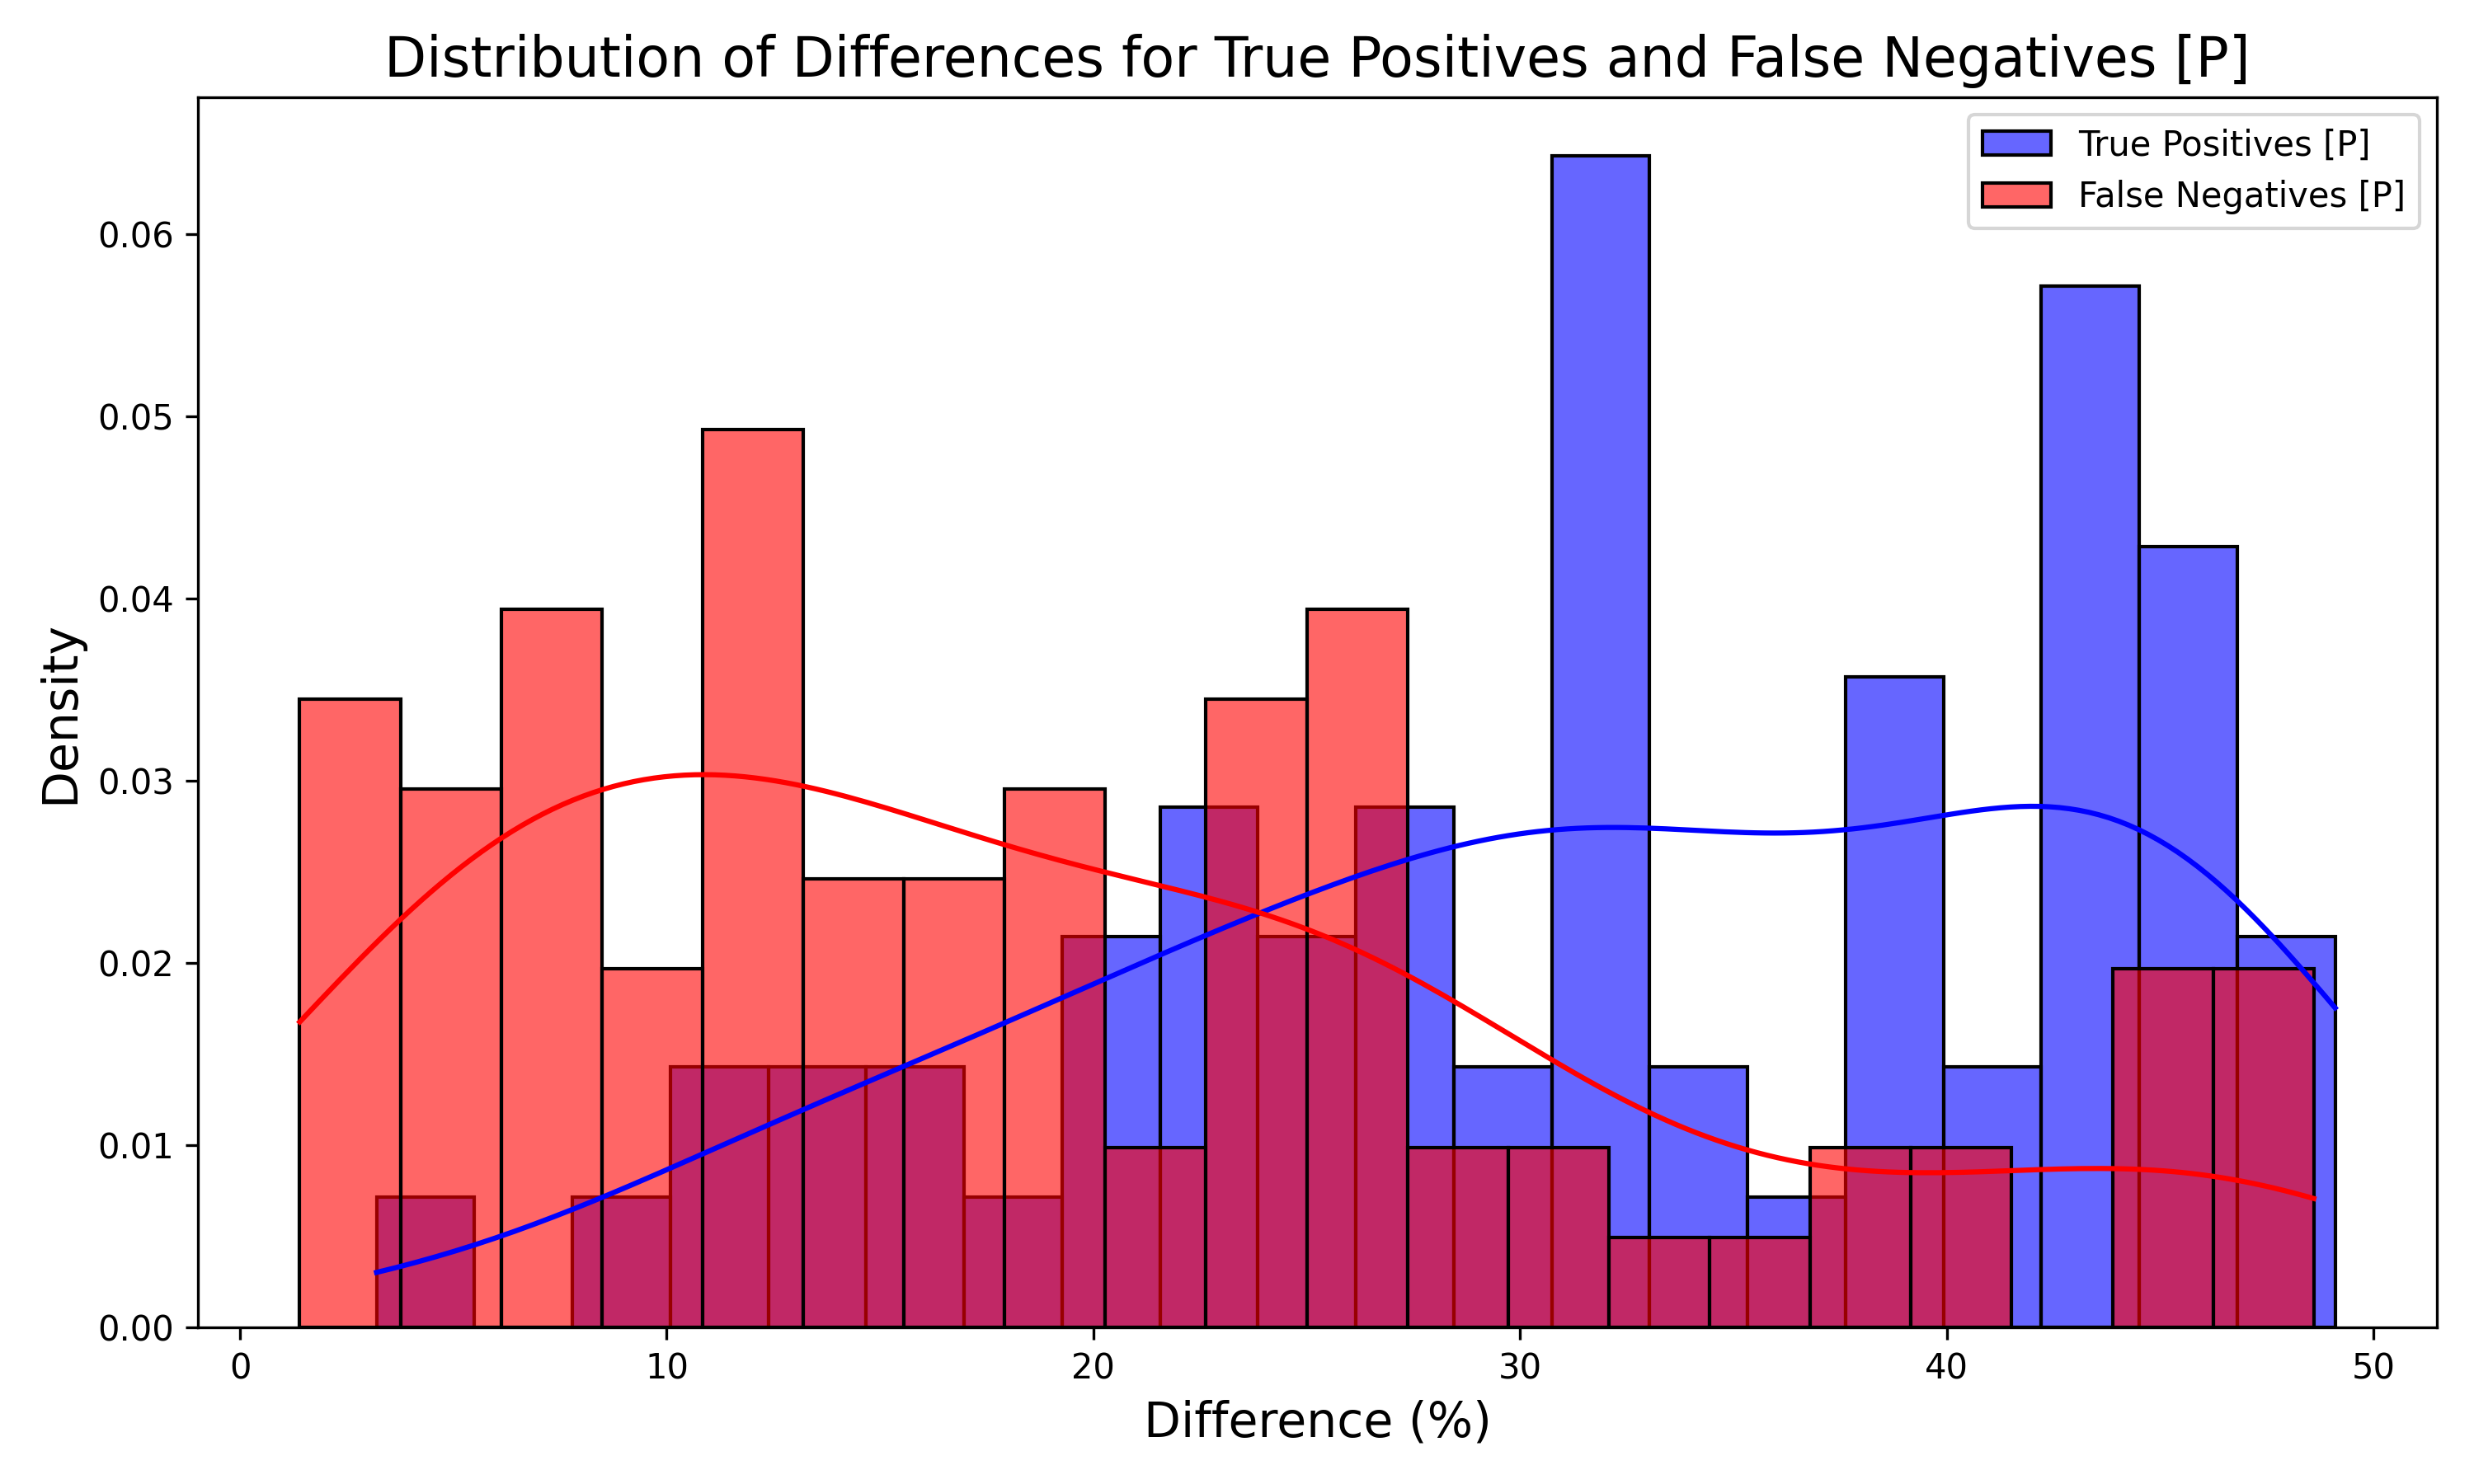 Distribution of Differences for True Positives and False Negatives [P]
True Positives [P]
False Negatives [P]
Density
0.06
0.05
0.04
0.03
0.02
0.01
0.00
0 10 20 30 40 50
Difference (%)